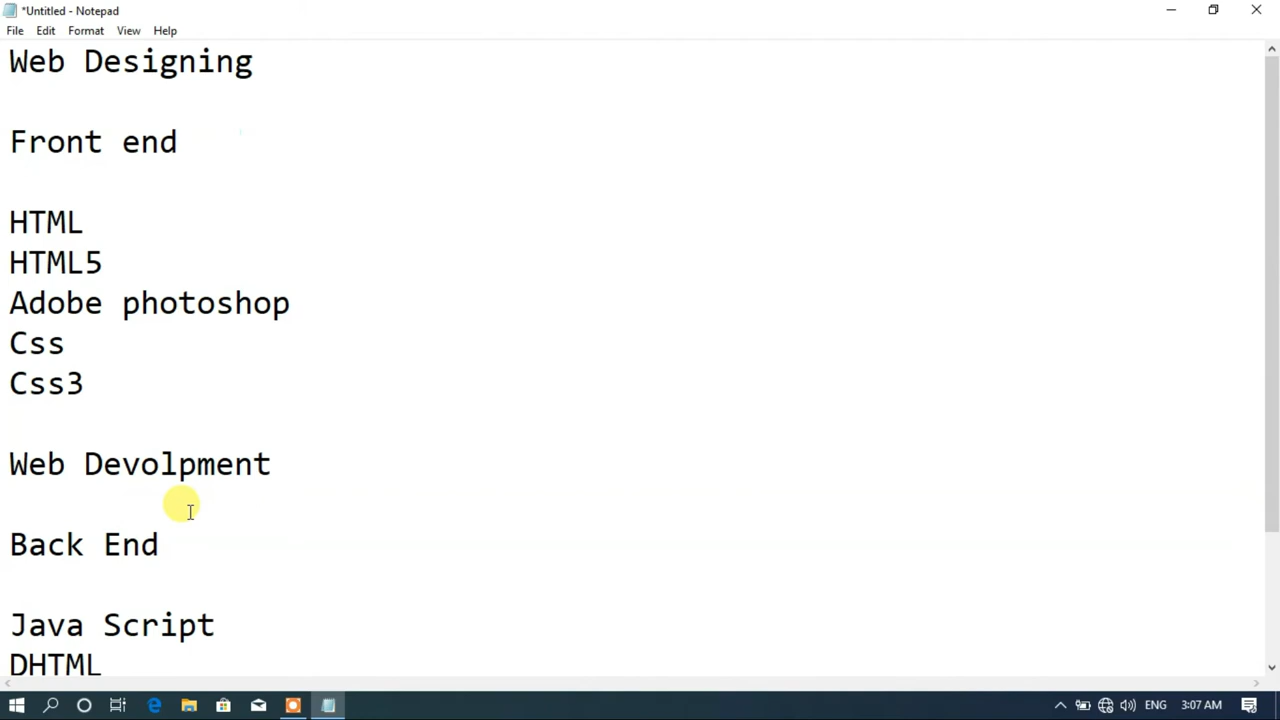 *Untitled - Notepad
File Edit Format View Help
Web Designing
Front end
HTML
HTML5
Adobe photoshop
Css
Css3
Web Devolpment
Back End
Java Script
DHTML
ENG 3:07 AM